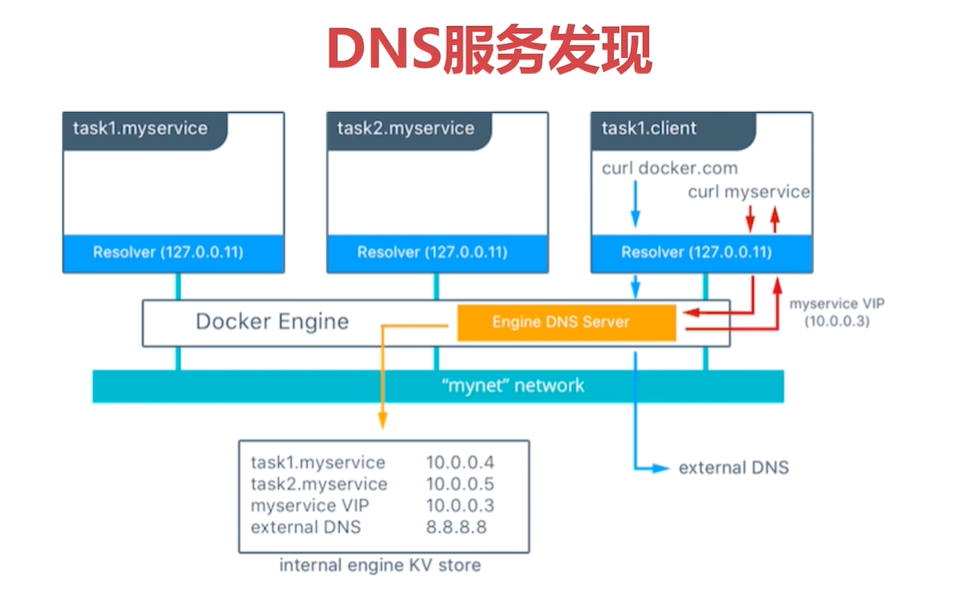 DNS服务发现
task1.myservice
task2.myservice
task1.client
curl docker.com
curl myservice
Resolver (127.0.0.11)
Resolver (127.0.0.11)
Resolver (127.0.0.11)
Docker Engine
Engine DNS Server
myservice VIP
(10.0.0.3)
“mynet” network
task1.myservice 10.0.0.4
task2.myservice 10.0.0.5
myservice VIP 10.0.0.3
external DNS 8.8.8.8
external DNS
internal engine KV store